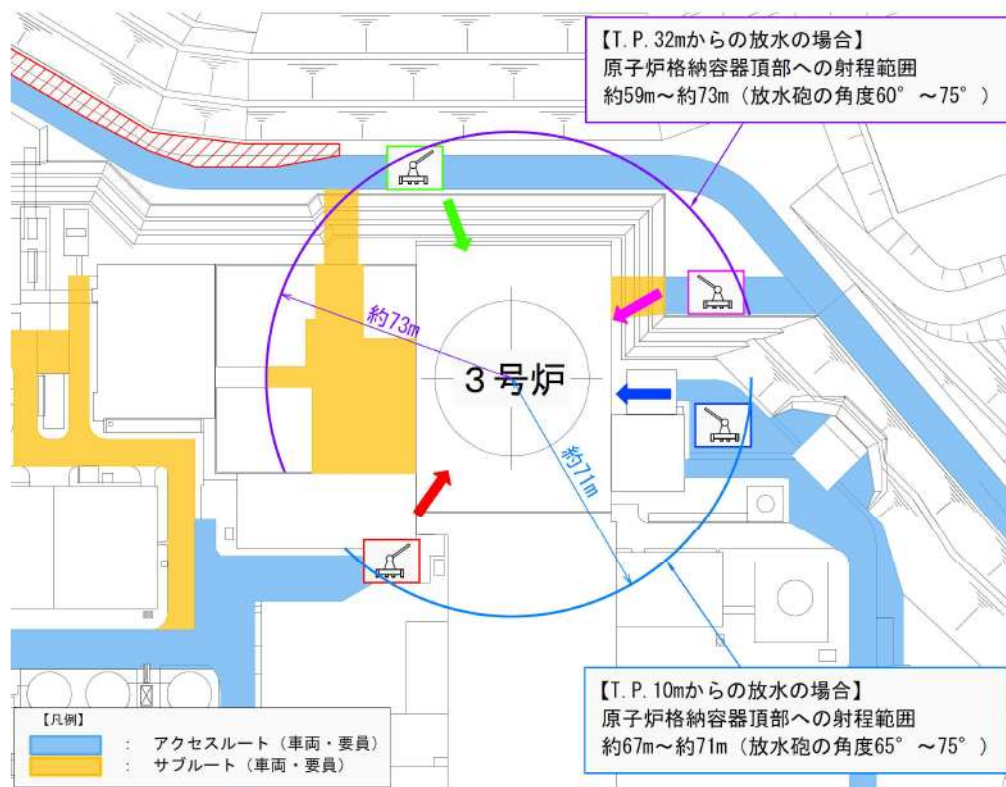 【T.P.32mからの放水の場合】
原子炉格納容器頂部への射程範囲
約59m～約73m（放水砲の角度60°～75°）
約73m
3号炉
約71m
【T.P.10mからの放水の場合】
原子炉格納容器頂部への射程範囲
約67m～約71m（放水砲の角度65°～75°）
【凡例】
： アクセスルート（車両・要員）
： サブルート（車両・要員）